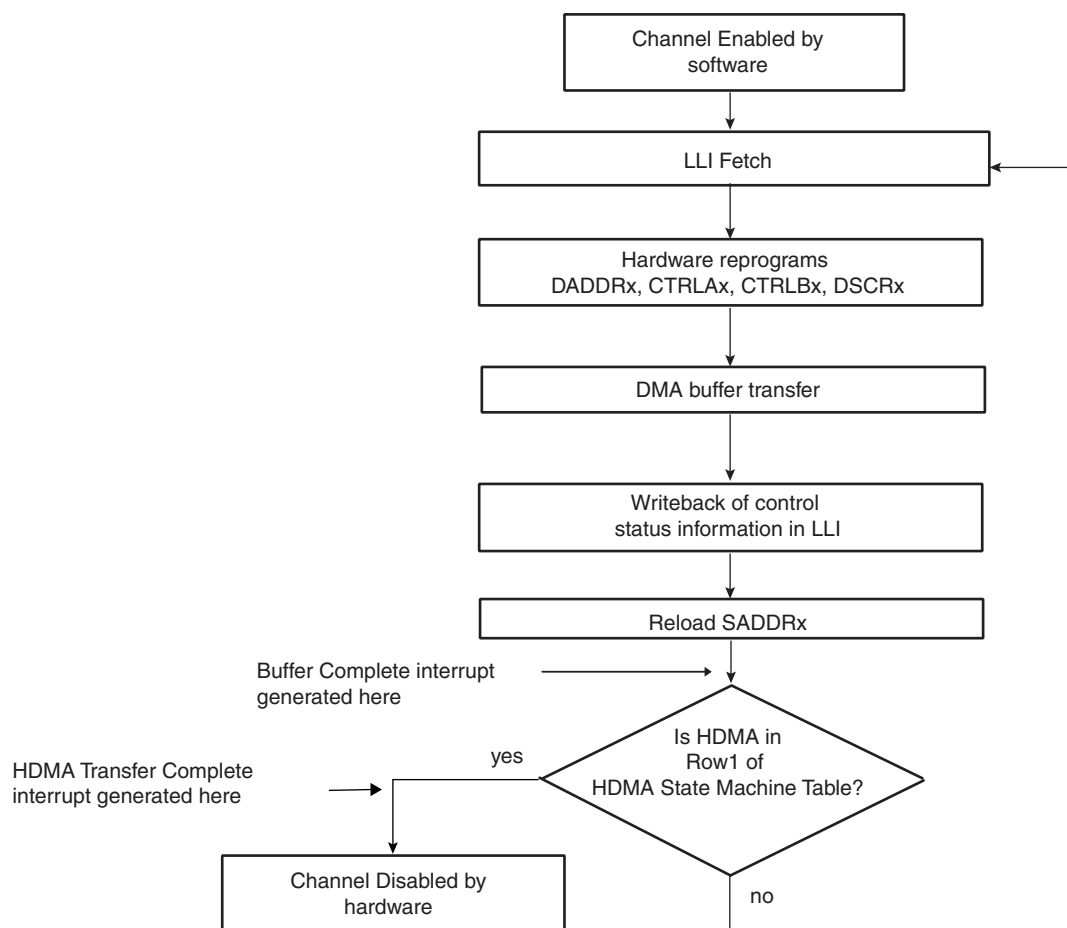 Channel Enabled by
software
LLI Fetch
Hardware reprograms
DADDRx, CTRLAx, CTRLBx, DSCRx
DMA buffer transfer
Writeback of control
status information in LLI
Reload SADDRx
Buffer Complete interrupt
generated here
Is HDMA in
Row1 of
HDMA State Machine Table?
yes
HDMA Transfer Complete
interrupt generated here
Channel Disabled by
hardware
no